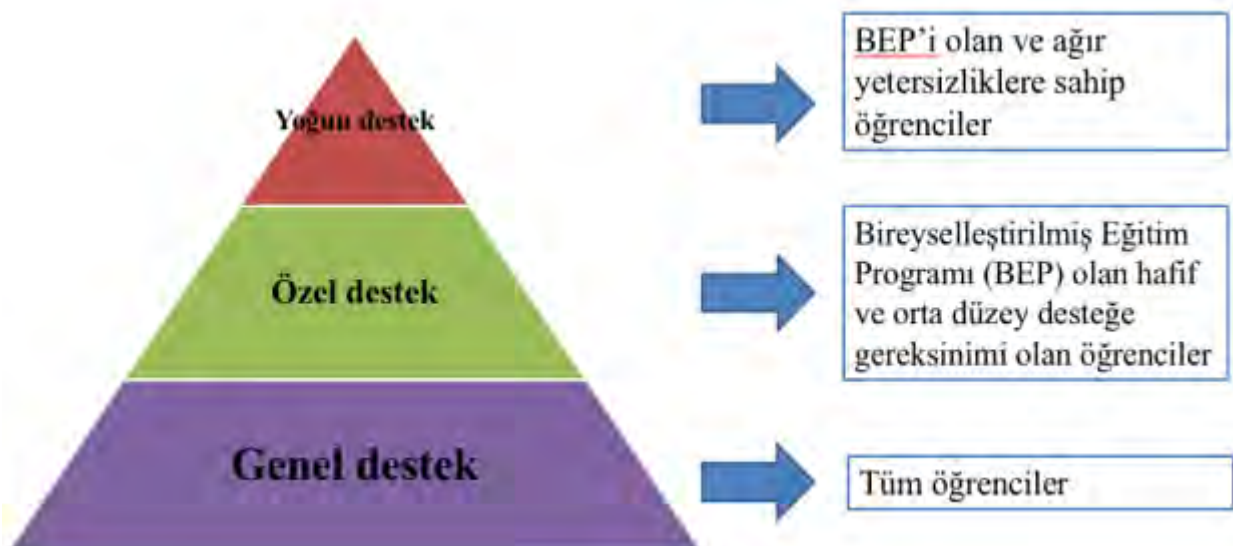 Yoğun destek
BEP'i olan ve ağır
yetersizliklere sahip
öğrenciler
Özel destek
Bireyselleştirilmiş Eğitim
Programı (BEP) olan hafif
ve orta düzey desteğe
gereksinimi olan öğrenciler
Genel destek
Tüm öğrenciler